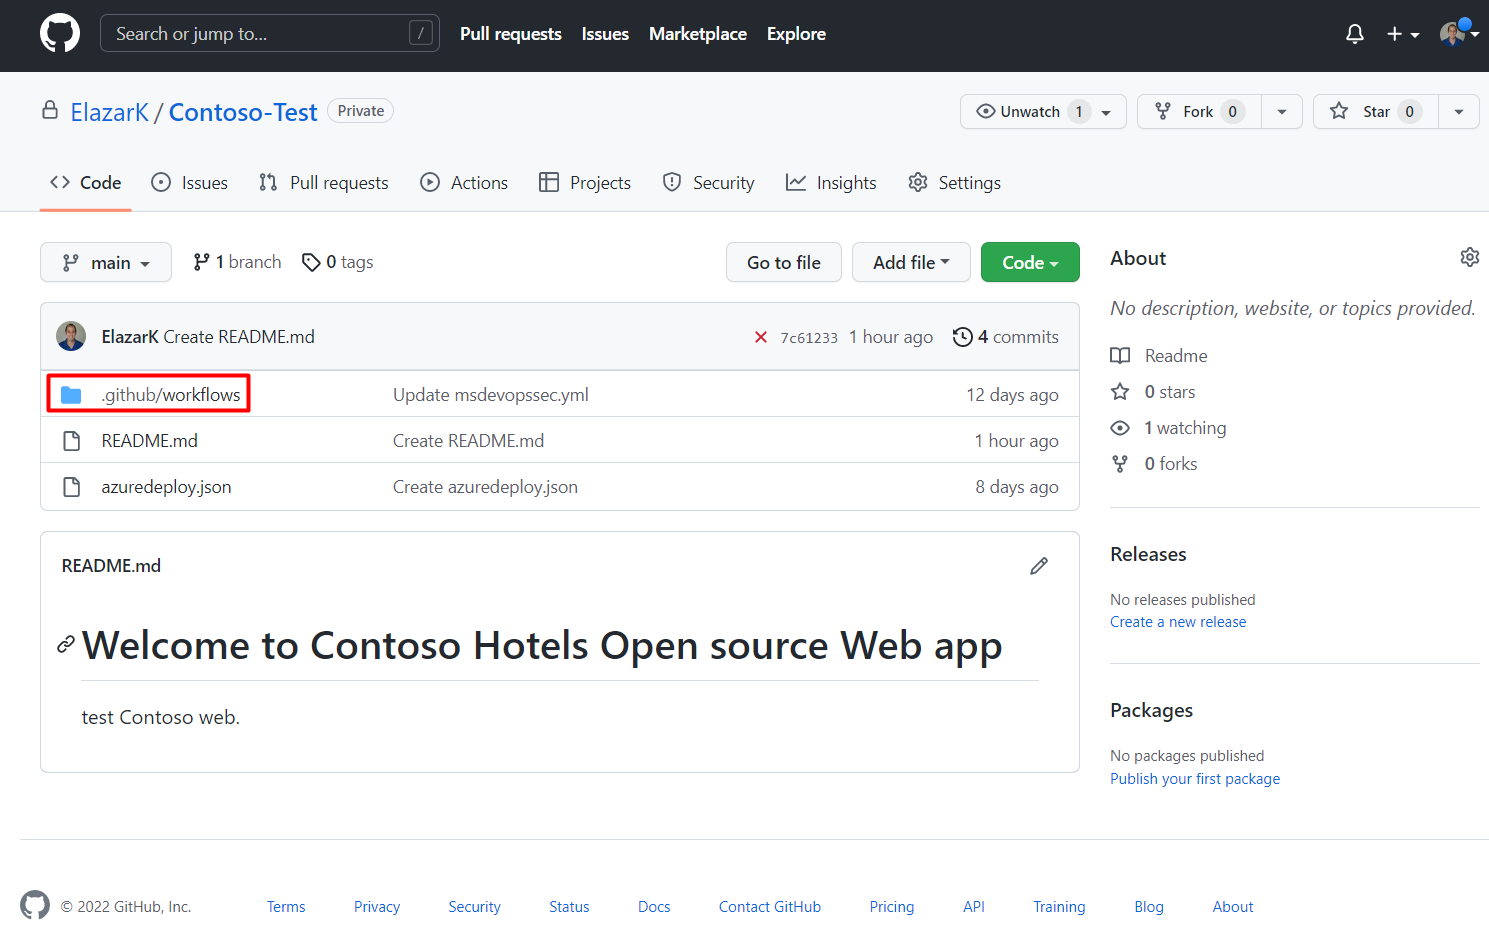 Search or jump to... /
Pull requests Issues Marketplace Explore
ElazarK / Contoso-Test Private
Unwatch 1 Fork 0 Star 0
Code Issues Pull requests Actions Projects Security Insights Settings
main 1 branch 0 tags
Go to file Add file Code
ElazarK Create README.md 7c61233 1 hour ago 4 commits
.github/workflows Update msdevopssec.yml 12 days ago
README.md Create README.md 1 hour ago
azuredeploy.json Create azuredeploy.json 8 days ago
README.md
Welcome to Contoso Hotels Open source Web app
test Contoso web.
About
No description, website, or topics provided.
Readme
0 stars
1 watching
0 forks
Releases
No releases published
Create a new release
Packages
No packages published
Publish your first package
© 2022 GitHub, Inc. Terms Privacy Security Status Docs Contact GitHub Pricing API Training Blog About